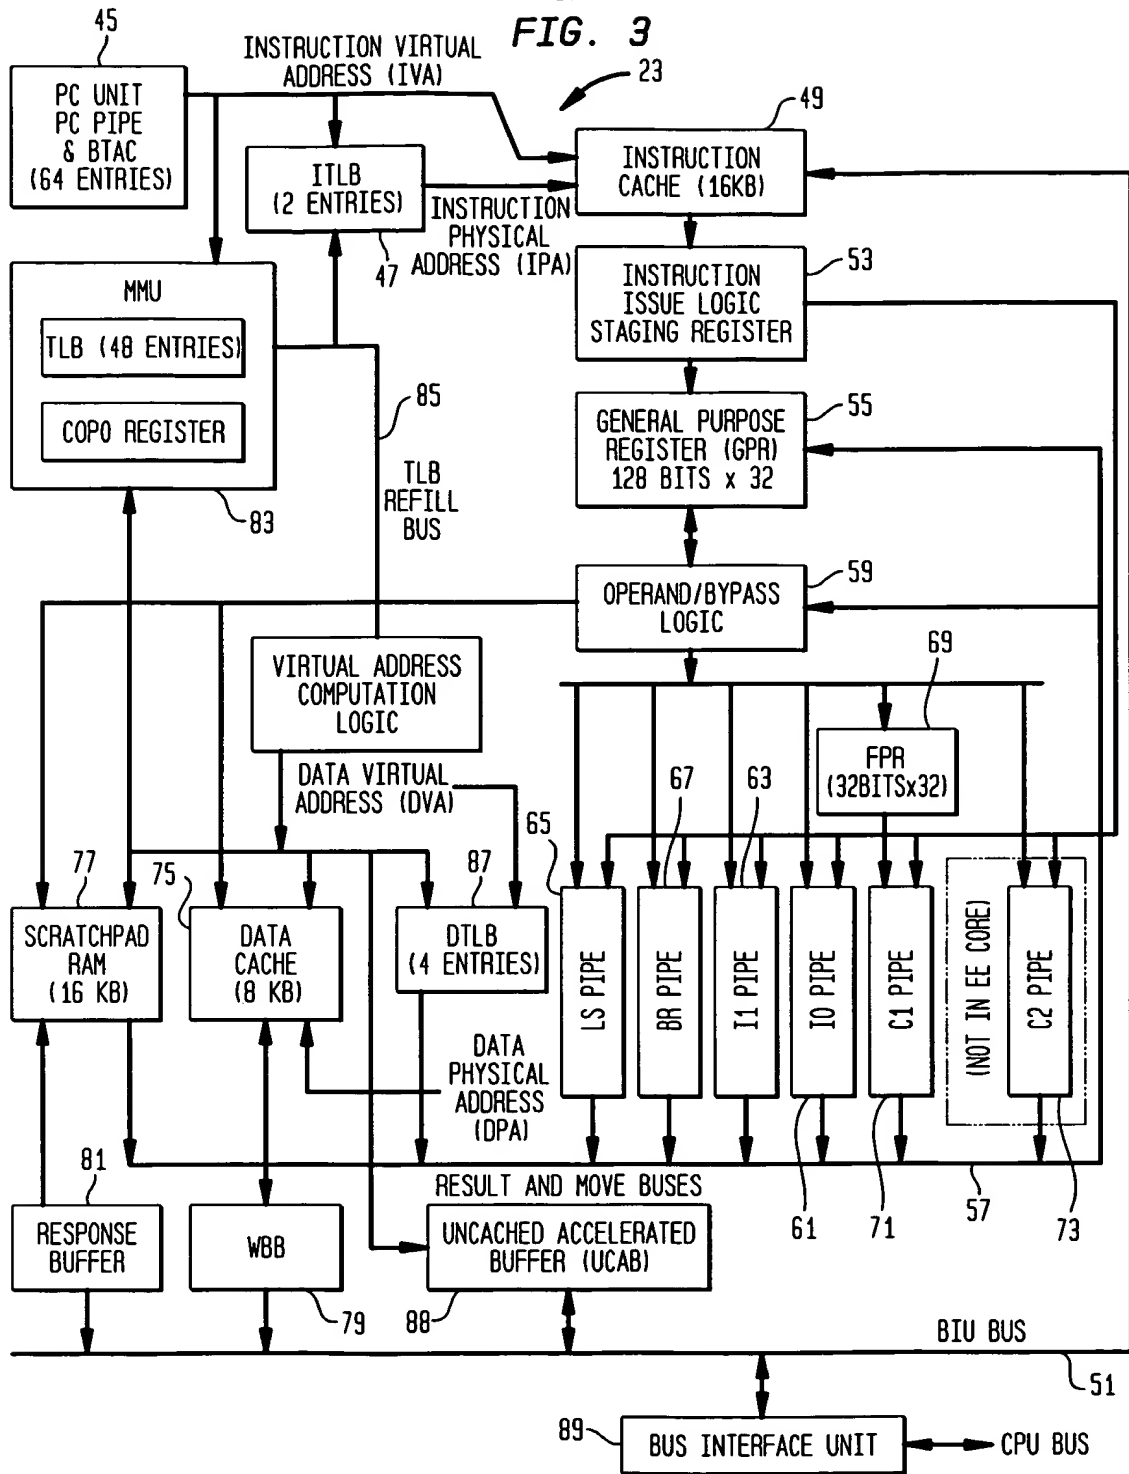 FIG. 3
45
INSTRUCTION VIRTUAL
ADDRESS (IVA)
23
PC UNIT
PC PIPE
& BTAC
(64 ENTRIES)
49
INSTRUCTION
CACHE (16KB)
ITLB
(2 ENTRIES)
47
INSTRUCTION
PHYSICAL
ADDRESS (IPA)
53
INSTRUCTION
ISSUE LOGIC
STAGING REGISTER
MMU
TLB (48 ENTRIES)
COP0 REGISTER
83
85
TLB
REFILL
BUS
55
GENERAL PURPOSE
REGISTER (GPR)
128 BITS x 32
59
OPERAND/BYPASS
LOGIC
VIRTUAL ADDRESS
COMPUTATION
LOGIC
69
FPR
(32BITSx32)
DATA VIRTUAL
ADDRESS (DVA)
65
67
63
77
75
87
SCRATCHPAD
RAM
(16 KB)
DATA
CACHE
(8 KB)
DTLB
(4 ENTRIES)
LS PIPE
BR PIPE
I1 PIPE
I0 PIPE
C1 PIPE
(NOT IN EE CORE)
C2 PIPE
DATA
PHYSICAL
ADDRESS
(DPA)
81
RESULT AND MOVE BUSES
61
71
57
73
RESPONSE
BUFFER
WBB
79
UNCACHED ACCELERATED
BUFFER (UCAB)
88
BIU BUS
51
89
BUS INTERFACE UNIT
CPU BUS